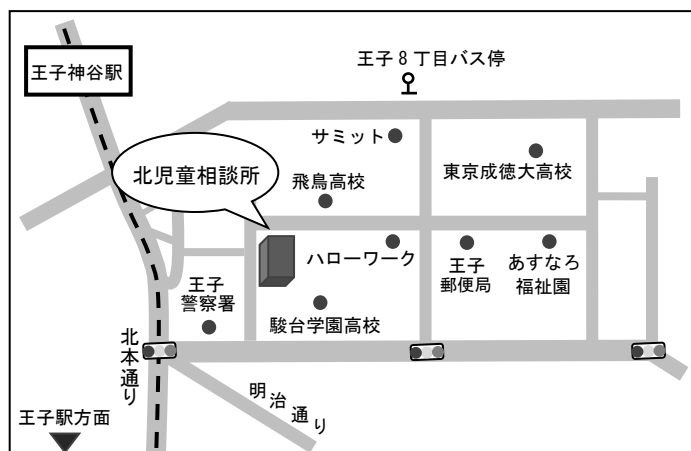 王子8丁目バス停
王子神谷駅
サミット
東京成徳大高校
北児童相談所
飛鳥高校
ハローワーク
王子
郵便局
あすなろ
福祉園
王子
警察署
駿台学園高校
北本通り
明治通り
王子駅方面